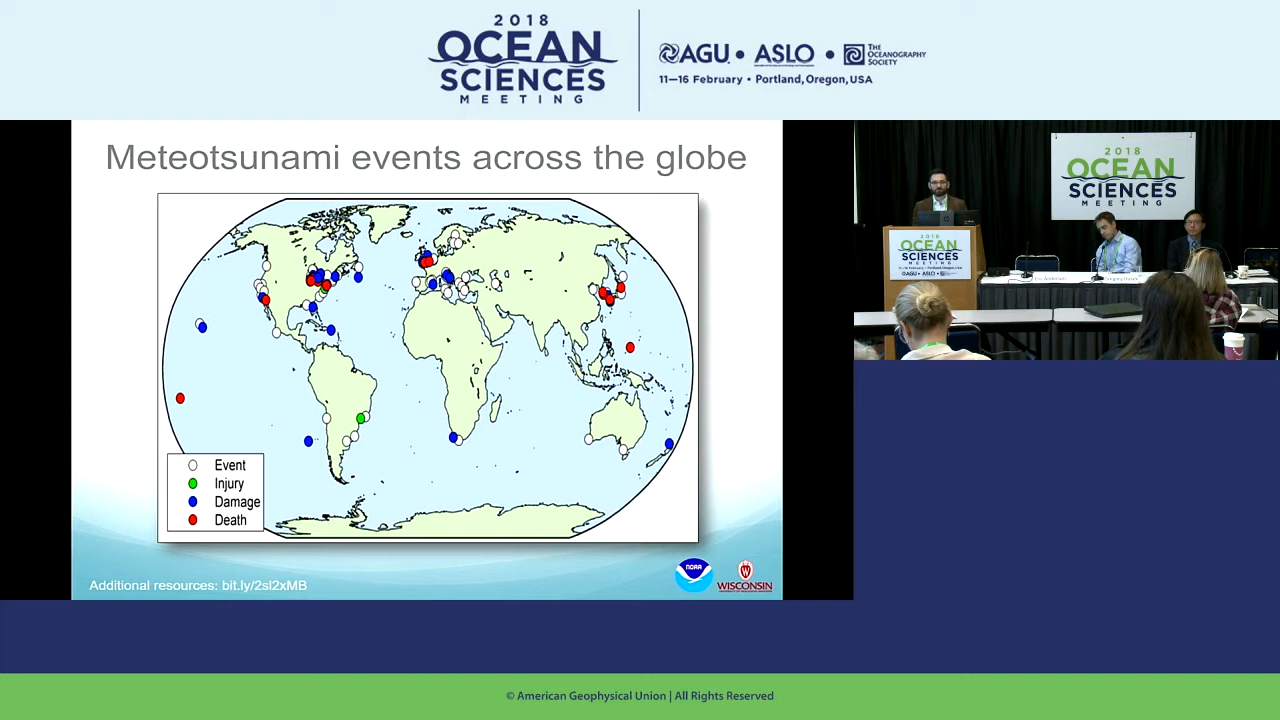 2018
OCEAN
SCIENCES
MEETING
AGU • ASLO • THE OCEANOGRAPHY SOCIETY
11–16 February • Portland, Oregon, USA
Meteotsunami events across the globe
Event
Injury
Damage
Death
Additional resources: bit.ly/2sl2xMB
NOAA
WISCONSIN
2018
OCEAN
SCIENCES
MEETING
2018
OCEAN
SCIENCES
MEETING
© American Geophysical Union | All Rights Reserved